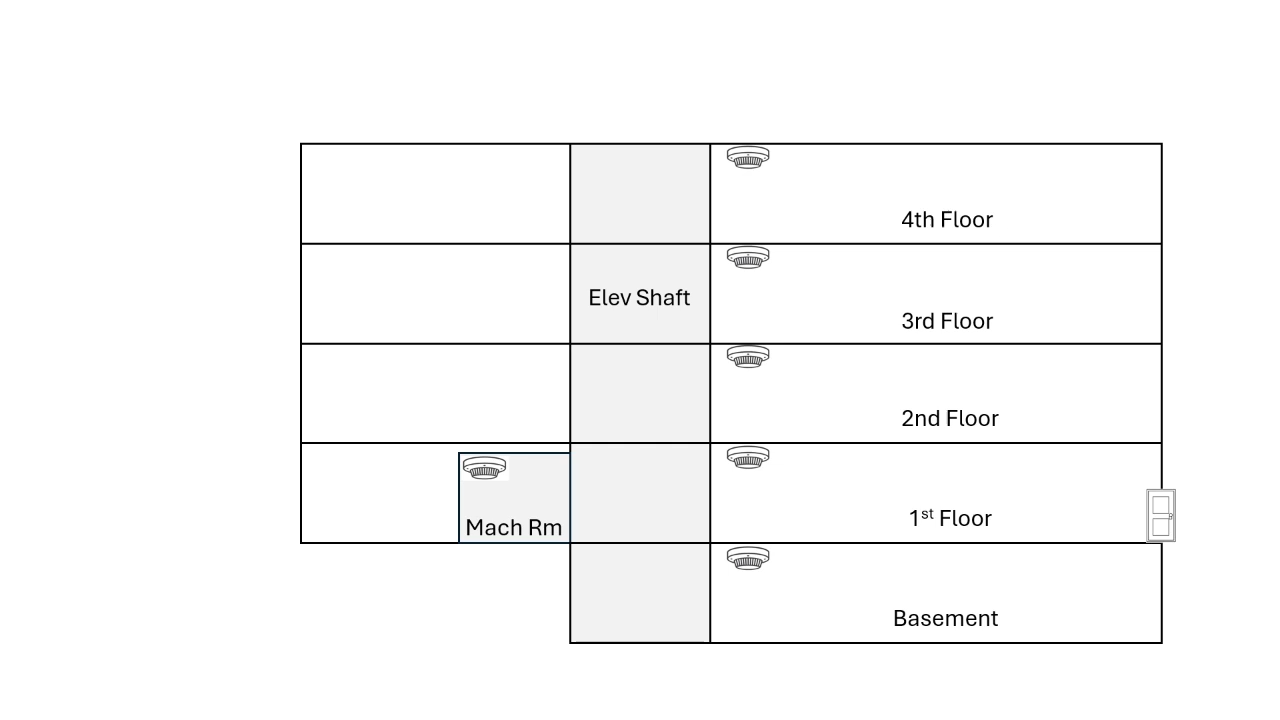 4th Floor
Elev Shaft
3rd Floor
2nd Floor
1st Floor
Mach Rm
Basement